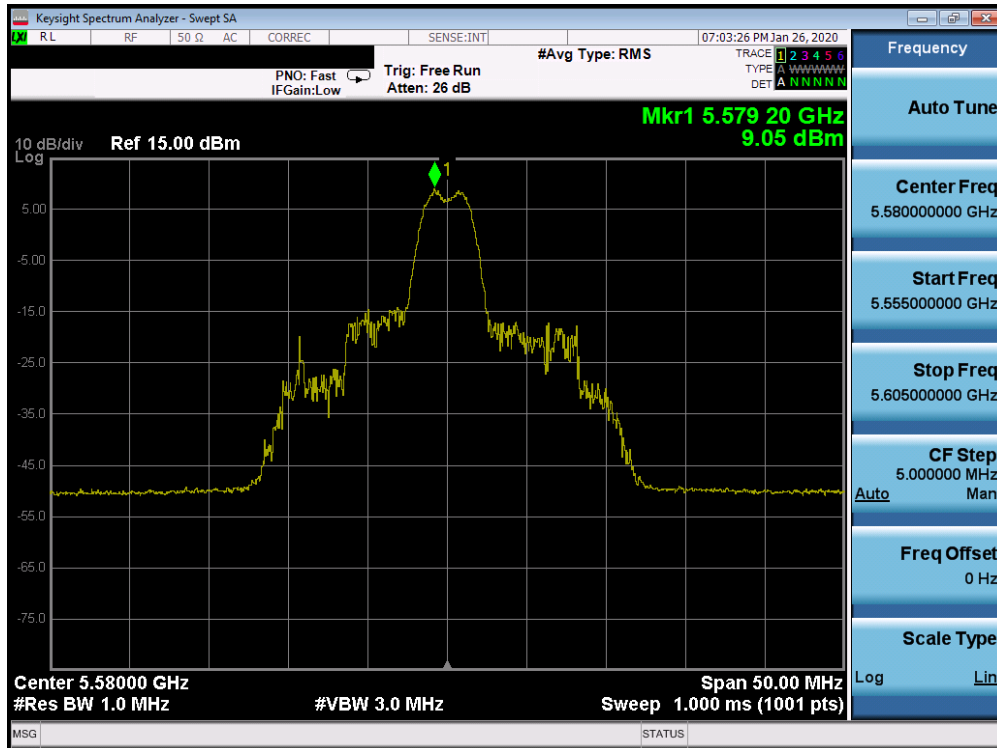 Keysight Spectrum Analyzer - Swept SA
LXI RL RF 50 Ω AC CORREC SENSE:INT 07:03:26 PM Jan 26, 2020
#Avg Type: RMS
TRACE 1 2 3 4 5 6
TYPE A WWWWW
DET A N N N N N
PNO: Fast
IFGain:Low
Trig: Free Run
Atten: 26 dB
Mkr1 5.579 20 GHz
9.05 dBm
10 dB/div Ref 15.00 dBm
Log
1
5.00
-5.00
-15.0
-25.0
-35.0
-45.0
-55.0
-65.0
-75.0
Center 5.58000 GHz Span 50.00 MHz
#Res BW 1.0 MHz #VBW 3.0 MHz Sweep 1.000 ms (1001 pts)
MSG STATUS
Frequency
Auto Tune
Center Freq
5.580000000 GHz
Start Freq
5.555000000 GHz
Stop Freq
5.605000000 GHz
CF Step
5.000000 MHz
Auto Man
Freq Offset
0 Hz
Scale Type
Log Lin